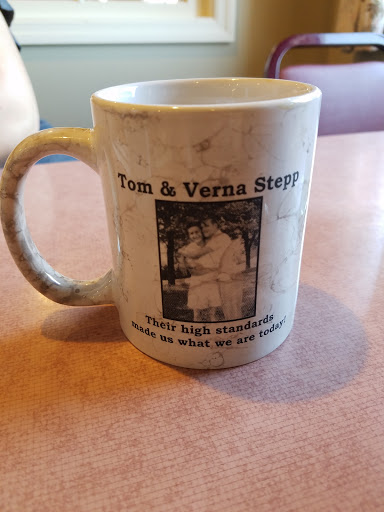 Tom & Verna Stepp
Their high standards
made us what we are today!